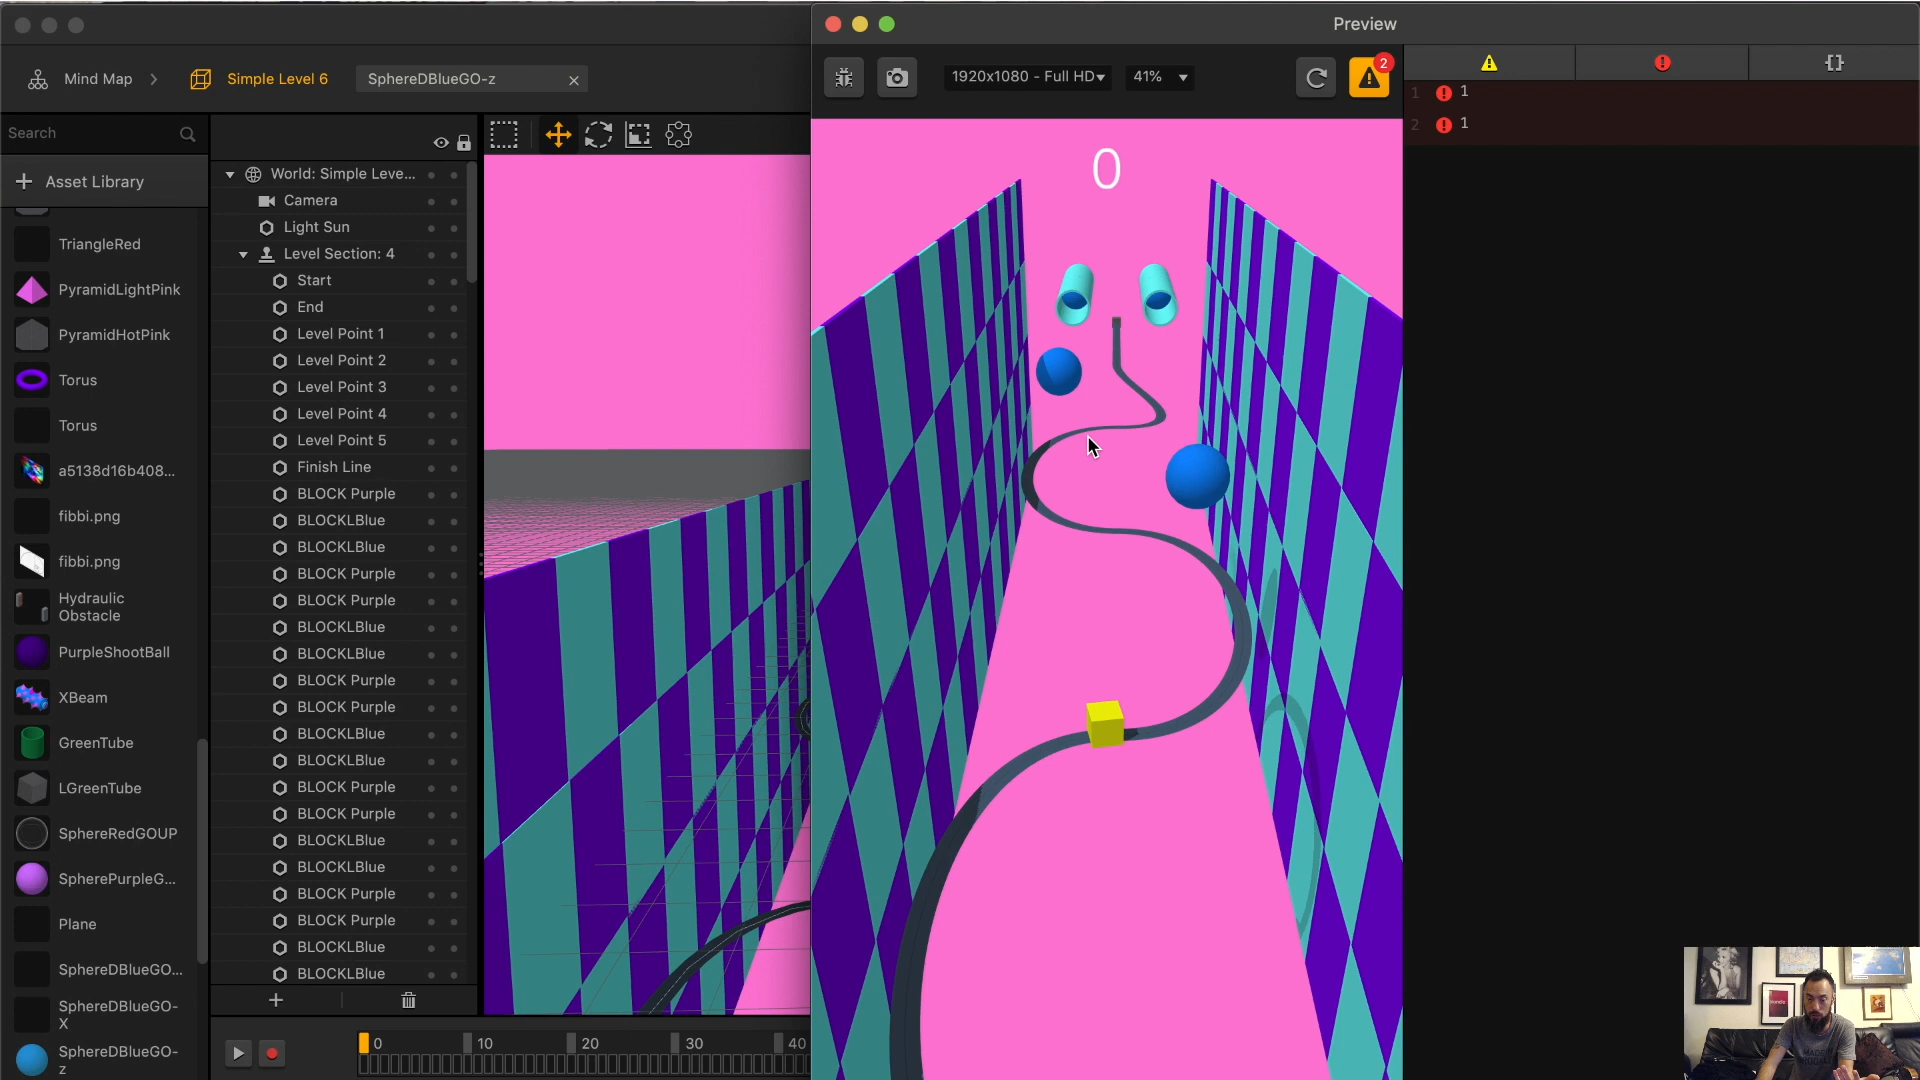 Preview
Mind Map
Simple Level 6
SphereDBlueGO-z
1920x1080 - Full HD
41%
2
Search
Asset Library
TriangleRed
PyramidLightPink
PyramidHotPink
Torus
Torus
a5138d16b408...
fibbi.png
fibbi.png
Hydraulic
Obstacle
PurpleShootBall
XBeam
GreenTube
LGreenTube
SphereRedGOUP
SpherePurpleG...
Plane
SphereDBlueGO...
SphereDBlueGO-
X
SphereDBlueGO-
z
World: Simple Leve...
Camera
Light Sun
Level Section: 4
Start
End
Level Point 1
Level Point 2
Level Point 3
Level Point 4
Level Point 5
Finish Line
BLOCK Purple
BLOCKLBlue
BLOCKLBlue
BLOCK Purple
BLOCK Purple
BLOCKLBlue
BLOCKLBlue
BLOCK Purple
BLOCK Purple
BLOCKLBlue
BLOCKLBlue
BLOCK Purple
BLOCK Purple
BLOCKLBlue
BLOCKLBlue
BLOCK Purple
BLOCK Purple
BLOCKLBlue
BLOCKLBlue
0 10 20 30 40
0
{}
1 1
2 1